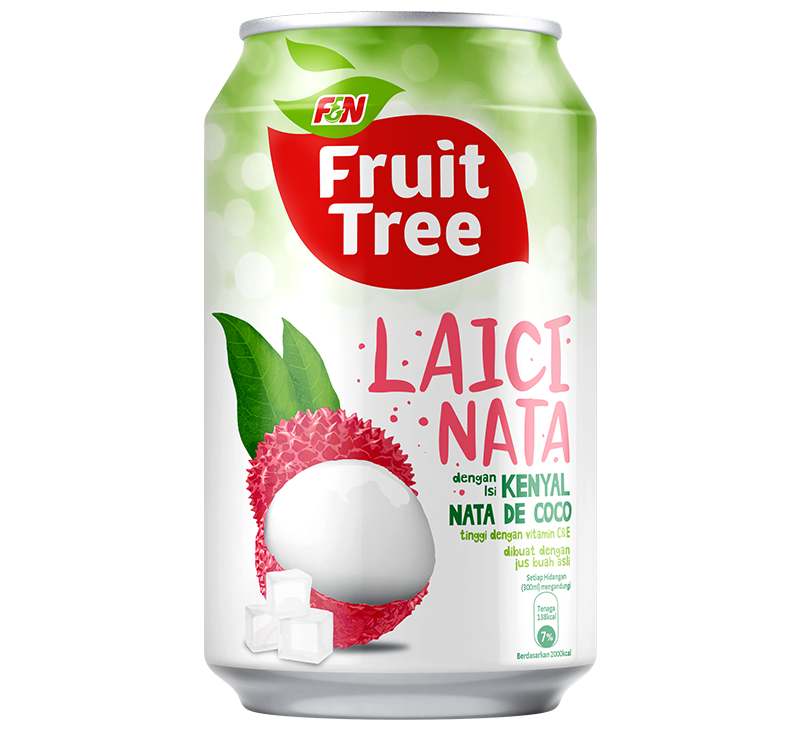 F&N
Fruit
Tree
LAICI
NATA
dengan
Isi KENYAL
NATA DE COCO
tinggi dengan vitamin C&E
dibuat dengan
jus buah asli
Setiap Hidangan
(300ml) mengandungi
Tenaga
138kcal
7%
Berdasarkan 2000kcal